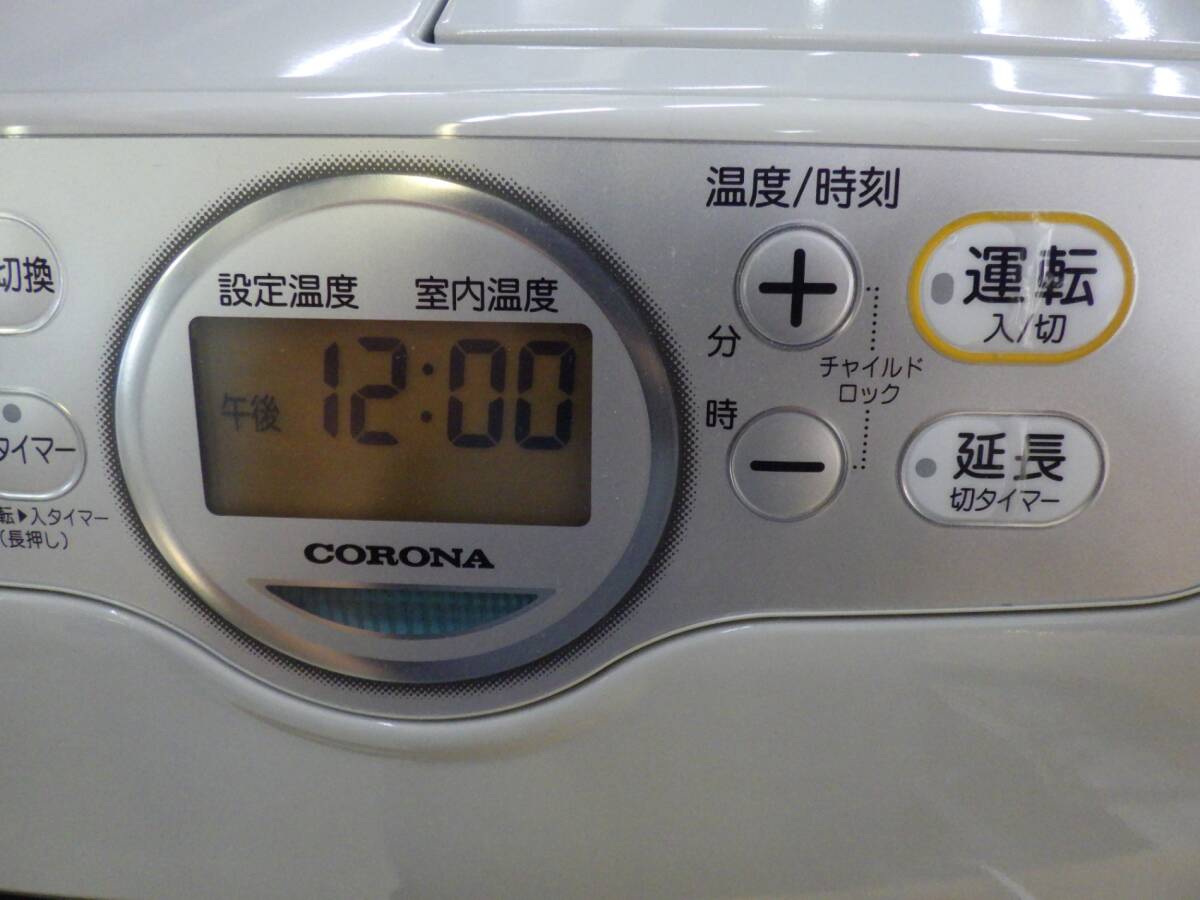 温度/時刻
切換
設定温度 室内温度
運転
入/切
分
午後 12:00
チャイルド
ロック
時
タイマー
延長
切タイマー
転▶入タイマー
(長押し)
CORONA